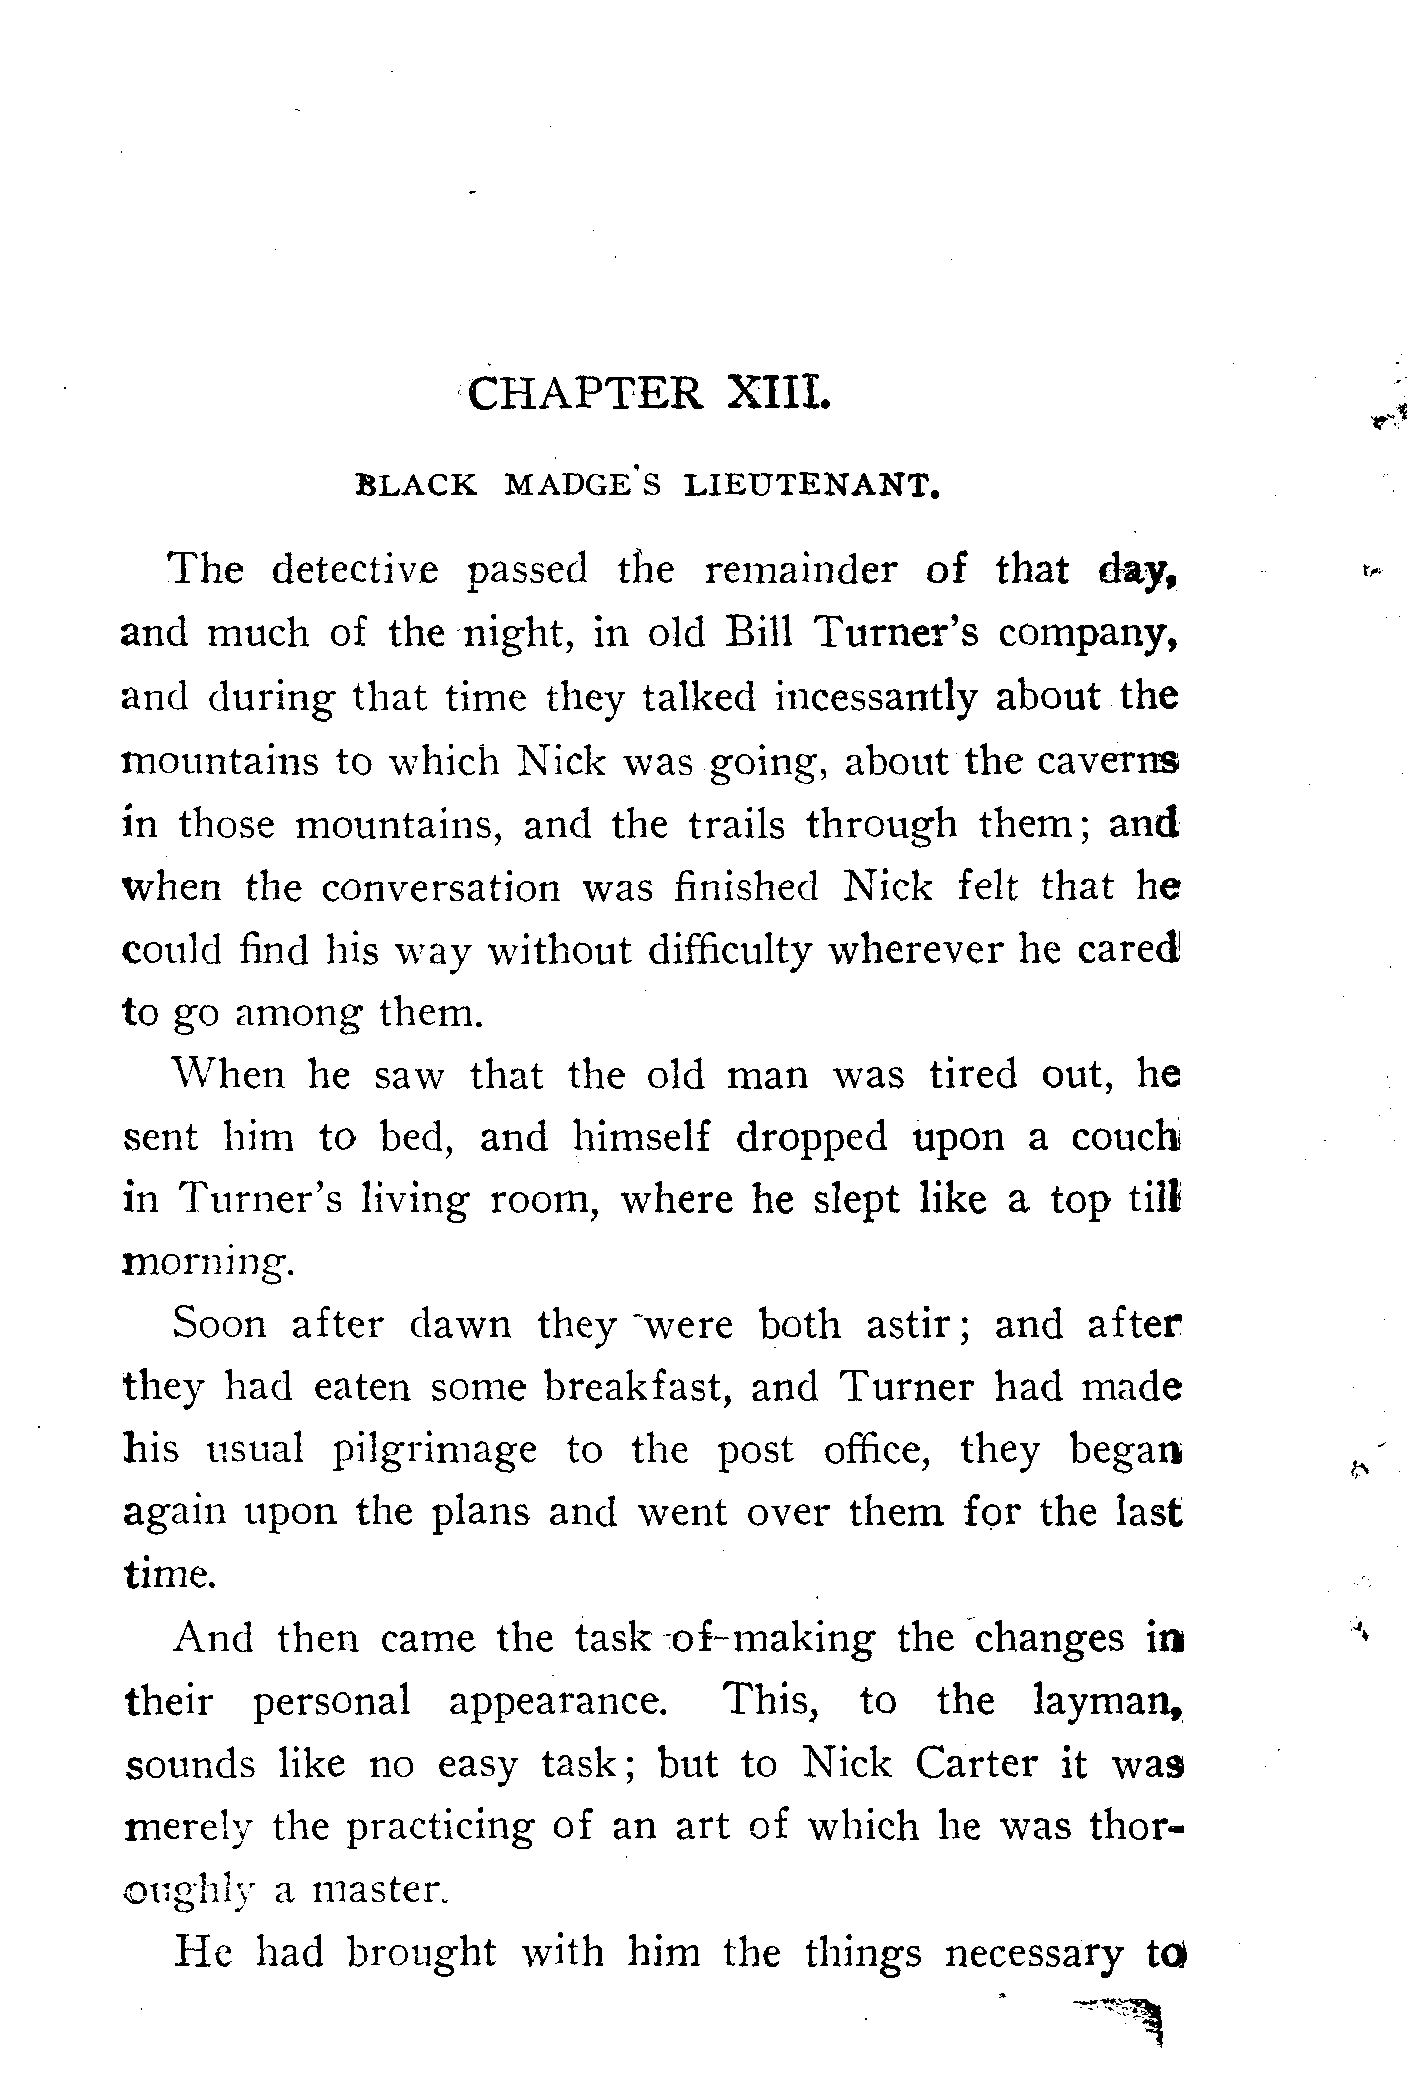 CHAPTER XIII.
BLACK MADGE'S LIEUTENANT.
The detective passed the remainder of that day,
and much of the night, in old Bill Turner's company,
and during that time they talked incessantly about the
mountains to which Nick was going, about the caverns
in those mountains, and the trails through them; and
when the conversation was finished Nick felt that he
could find his way without difficulty wherever he cared
to go among them.
When he saw that the old man was tired out, he
sent him to bed, and himself dropped upon a couch
in Turner's living room, where he slept like a top till
morning.
Soon after dawn they were both astir; and after
they had eaten some breakfast, and Turner had made
his usual pilgrimage to the post office, they began
again upon the plans and went over them for the last
time.
And then came the task of making the changes in
their personal appearance. This, to the layman,
sounds like no easy task; but to Nick Carter it was
merely the practicing of an art of which he was thor-
oughly a master.
He had brought with him the things necessary to